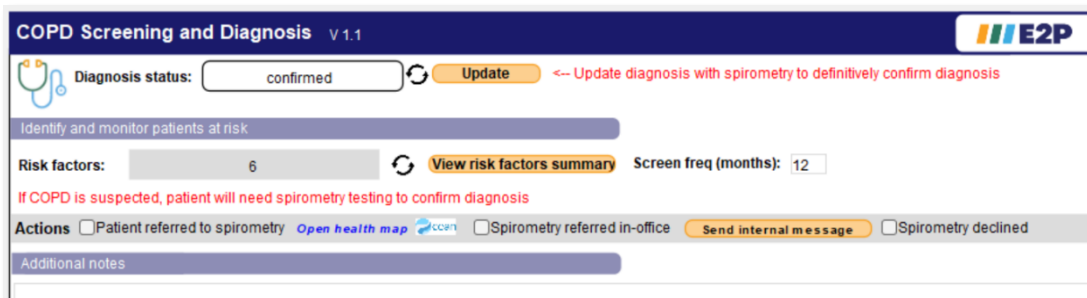 COPD Screening and Diagnosis V 1.1
E2P
Diagnosis status: confirmed Update <-- Update diagnosis with spirometry to definitively confirm diagnosis
Identify and monitor patients at risk
Risk factors: 6 View risk factors summary Screen freq (months): 12
If COPD is suspected, patient will need spirometry testing to confirm diagnosis
Actions Patient referred to spirometry Open health map ocean Spirometry referred in-office Send internal message Spirometry declined
Additional notes